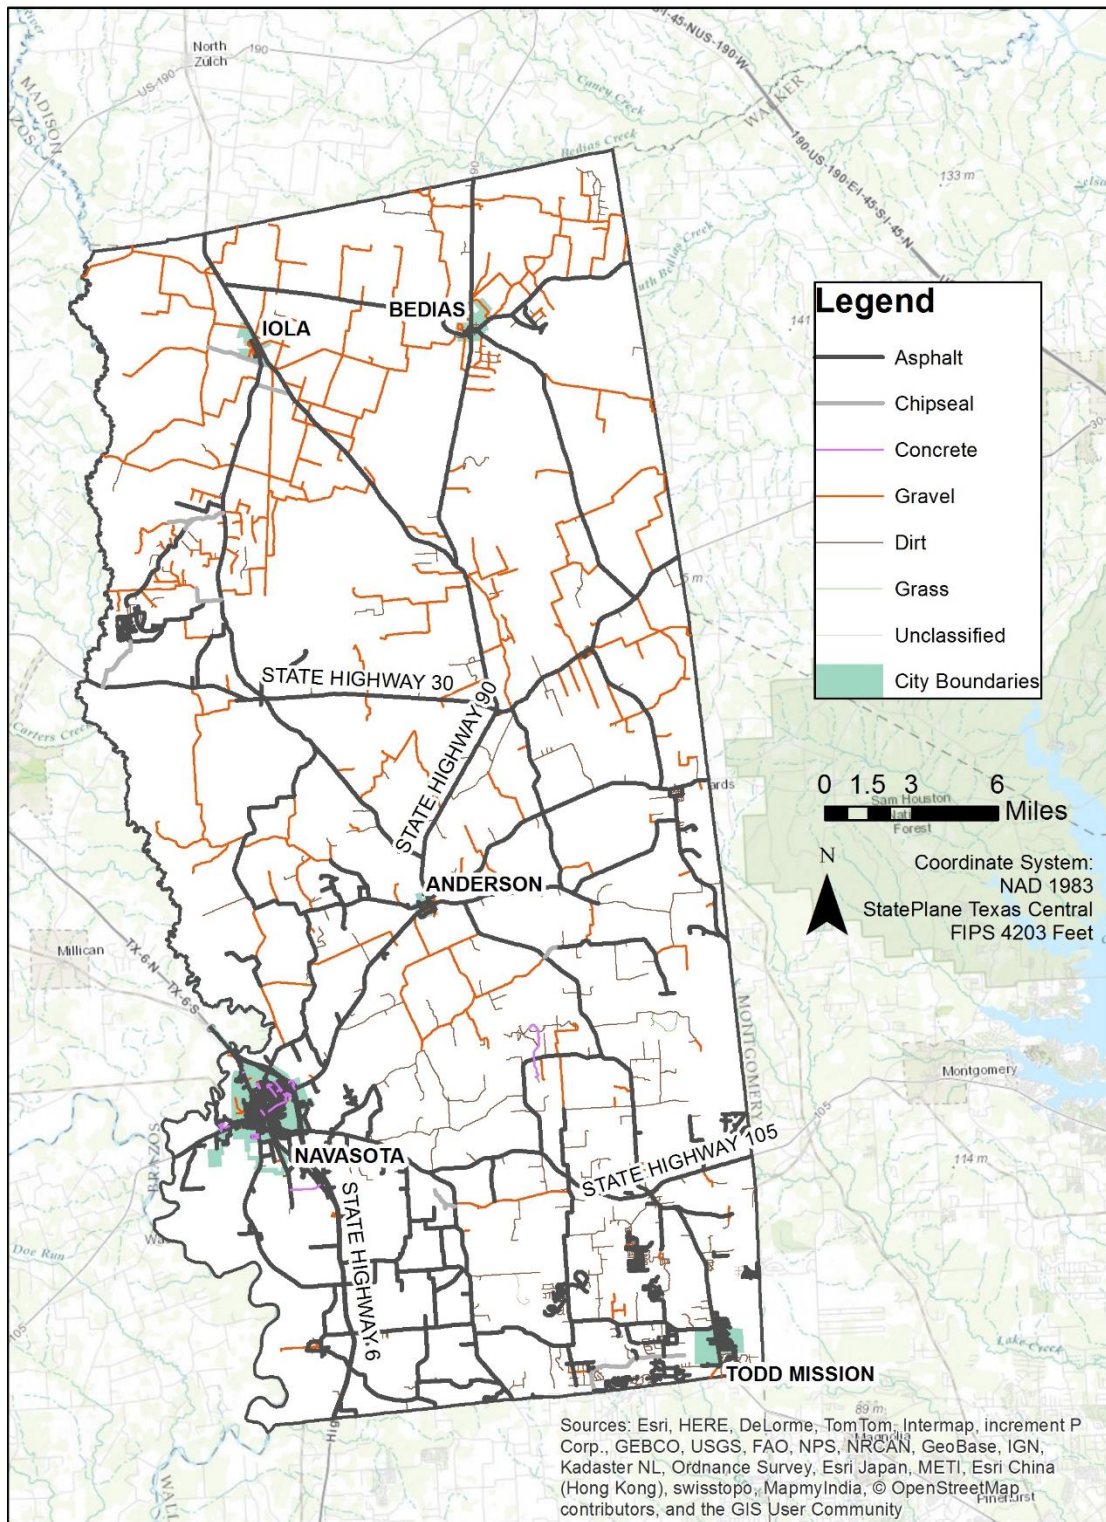 North
Zulch
190
US-190
I-45-NUS-190-W
MADISON
Caney Creek
WALKER
Bedias Creek
190
190-US-190-E-I-45-S-I-45-N
133 m
BEDIAS
IOLA
Legend
Asphalt
Chipseal
Concrete
Gravel
Dirt
Grass
Unclassified
City Boundaries
STATE HIGHWAY 30
STATE HIGHWAY 90
Carters Creek
0 1.5 3 6
Miles
Sam Houston
Forest
N
Coordinate System:
NAD 1983
StatePlane Texas Central
FIPS 4203 Feet
ANDERSON
Millican
TX-6-N
TX-6-S
MONTGOMERY
Montgomery
105
NAVASOTA
STATE HIGHWAY 105
114 m
BRAZOS
STATE HIGHWAY 6
Doe Run
105
Lake Creek
TODD MISSION
89 m
Magnolia
Sources: Esri, HERE, DeLorme, TomTom, Intermap, increment P
Corp., GEBCO, USGS, FAO, NPS, NRCAN, GeoBase, IGN,
Kadaster NL, Ordnance Survey, Esri Japan, METI, Esri China
(Hong Kong), swisstopo, MapmyIndia, © OpenStreetMap
contributors, and the GIS User Community
Pinehurst